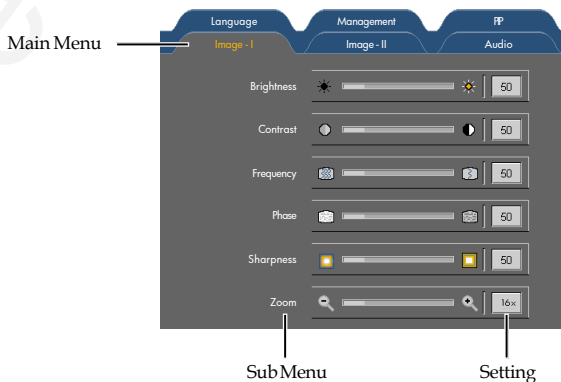 Language Management PIP
Main Menu Image - I Image - II Audio
Brightness 50
Contrast 50
Frequency 50
Phase 50
Sharpness 50
Zoom 16x
Sub Menu Setting